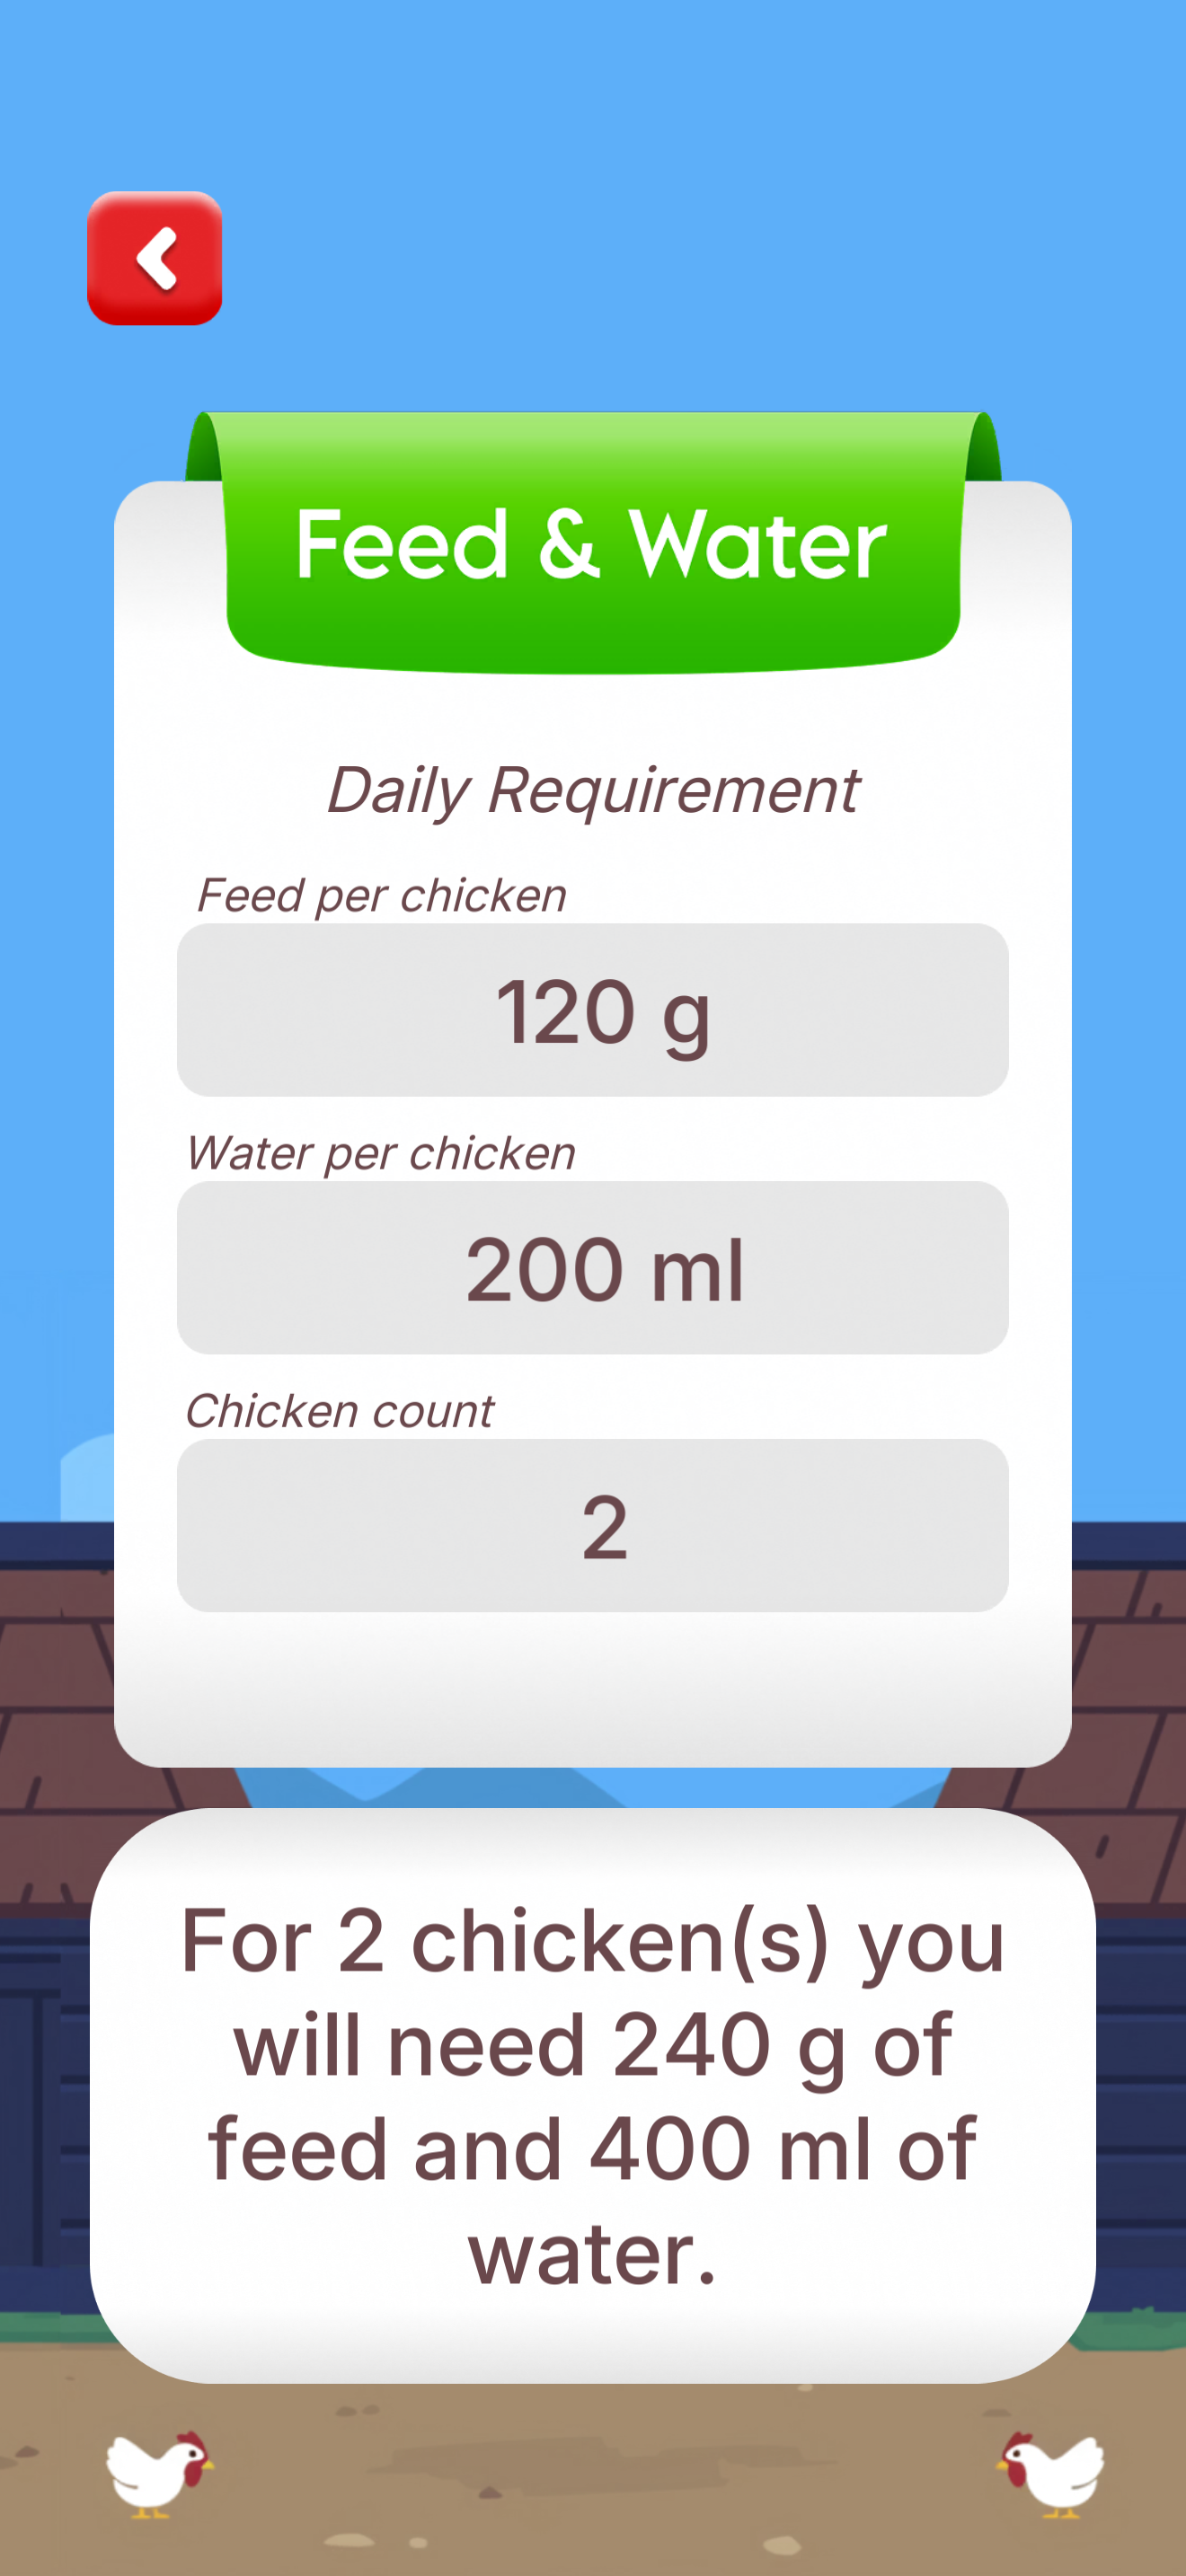 Feed & Water
Daily Requirement
Feed per chicken
120 g
Water per chicken
200 ml
Chicken count
2
For 2 chicken(s) you
will need 240 g of
feed and 400 ml of
water.